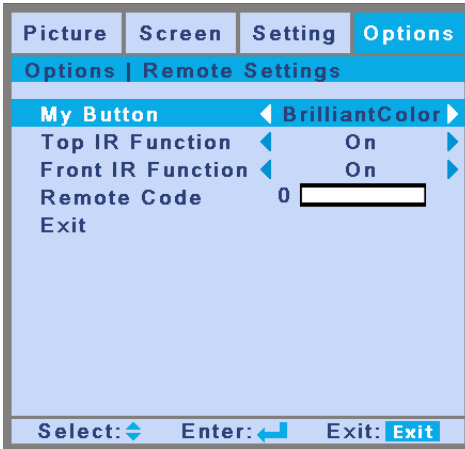 Picture Screen Setting Options
Options | Remote Settings
My Button BrilliantColor
Top IR Function On
Front IR Function On
Remote Code 0
Exit
Select: Enter: Exit: Exit